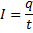 I = q/t